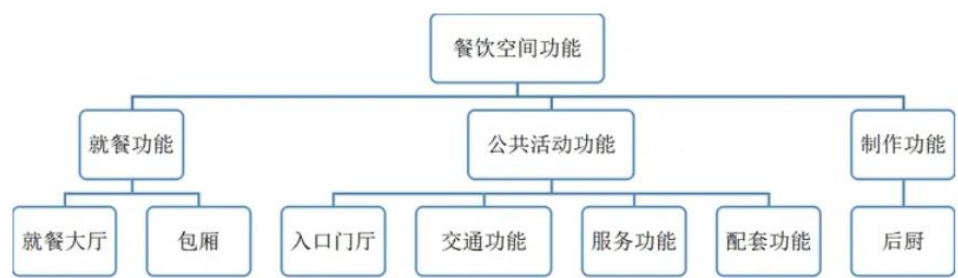 餐饮空间功能
就餐功能
公共活动功能
制作功能
就餐大厅
包厢
入口门厅
交通功能
服务功能
配套功能
后厨